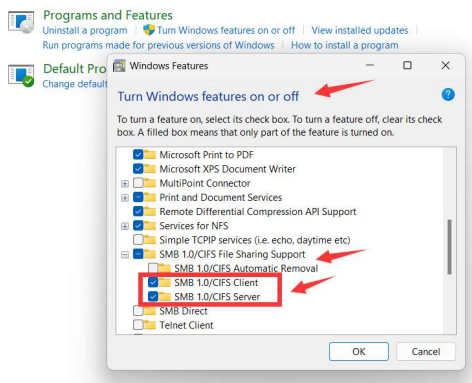 Programs and Features
Uninstall a program Turn Windows features on or off View installed updates
Run programs made for previous versions of Windows How to install a program
Default Pro
Change default
Windows Features
Turn Windows features on or off
To turn a feature on, select its check box. To turn a feature off, clear its check
box. A filled box means that only part of the feature is turned on.
Microsoft Print to PDF
Microsoft XPS Document Writer
MultiPoint Connector
Print and Document Services
Remote Differential Compression API Support
Services for NFS
Simple TCPIP services (i.e. echo, daytime etc)
SMB 1.0/CIFS File Sharing Support
SMB 1.0/CIFS Automatic Removal
SMB 1.0/CIFS Client
SMB 1.0/CIFS Server
SMB Direct
Telnet Client
OK Cancel